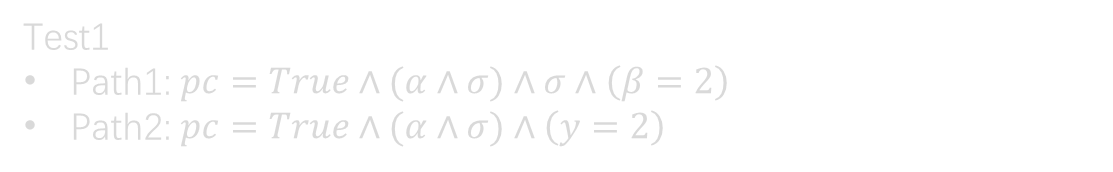 Test1
• Path1: 𝑝𝑐 = 𝑇𝑟𝑢𝑒 ∧ (𝛼 ∧ 𝜎) ∧ 𝜎 ∧ (𝛽 = 2)
• Path2: 𝑝𝑐 = 𝑇𝑟𝑢𝑒 ∧ (𝛼 ∧ 𝜎) ∧ (𝑦 = 2)